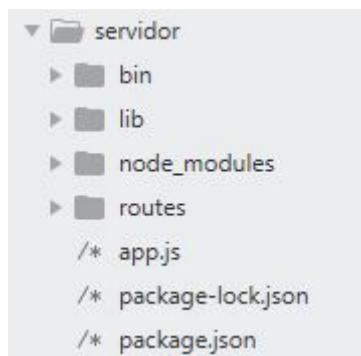 servidor
bin
lib
node_modules
routes
/* app.js
/* package-lock.json
/* package.json